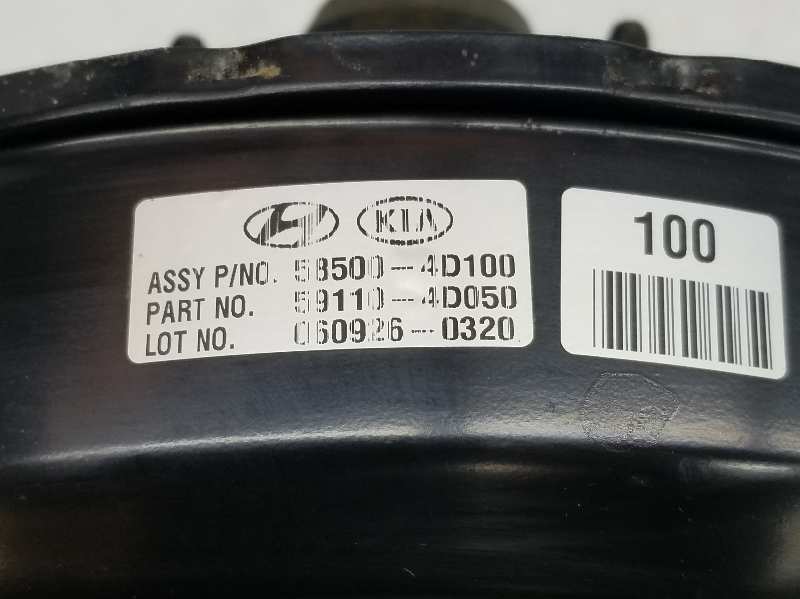 KIA
ASSY P/NO. 58500-4D100
PART NO. 59110-4D050
LOT NO. 060926-0320
100